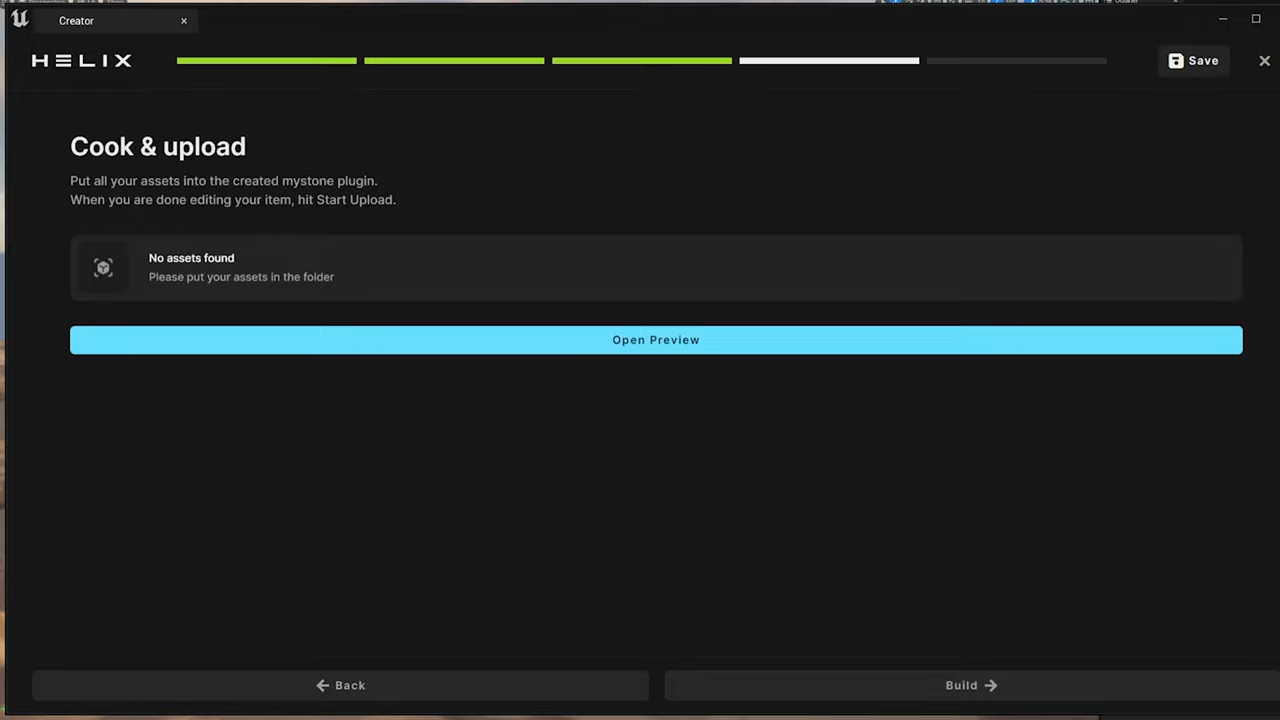 Creator
HELIX
Save
Cook & upload
Put all your assets into the created mystone plugin.
When you are done editing your item, hit Start Upload.
No assets found
Please put your assets in the folder
Open Preview
Back
Build